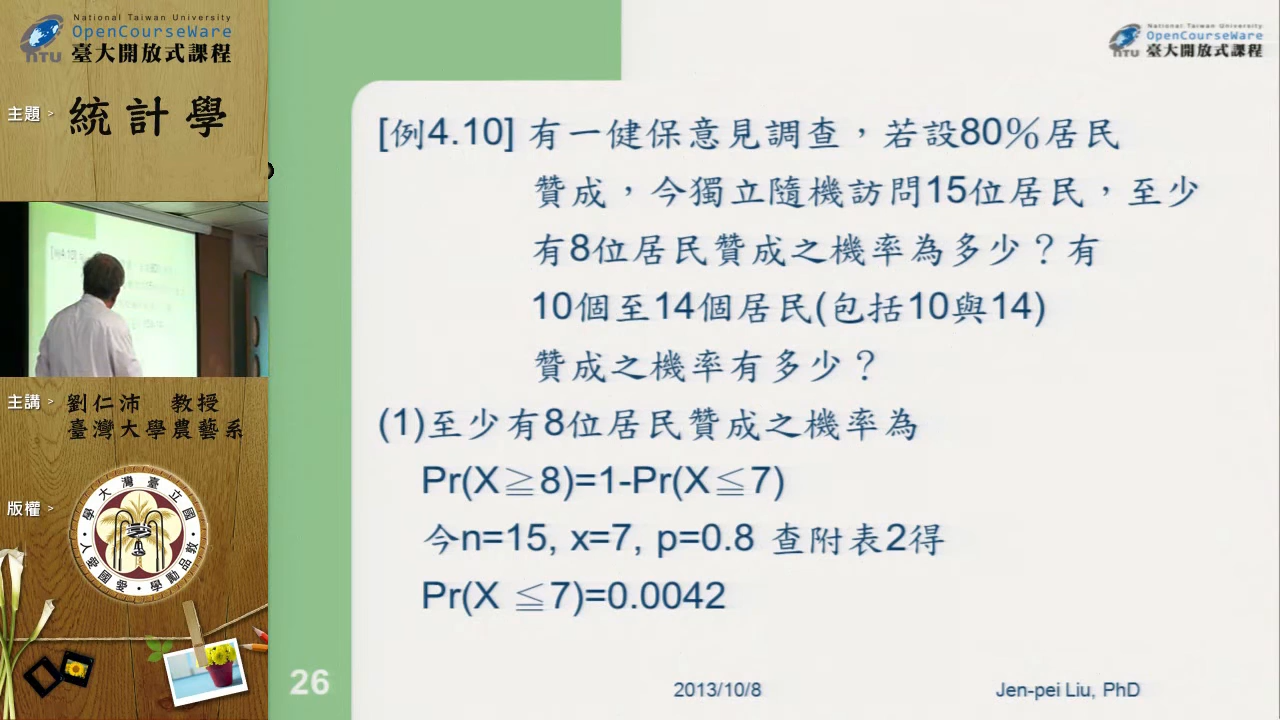 National Taiwan University
OpenCourseWare
臺大開放式課程
NTU
主題 >
統計學
主講 >
劉仁沛 教授
臺灣大學農藝系
版權 >
National Taiwan University
OpenCourseWare
臺大開放式課程
NTU
[例4.10] 有一健保意見調查，若設80%居民
贊成，今獨立隨機訪問15位居民，至少
有8位居民贊成之機率為多少？有
10個至14個居民(包括10與14)
贊成之機率有多少？
(1)至少有8位居民贊成之機率為
Pr(X≧8)=1-Pr(X≦7)
今n=15, x=7, p=0.8 查附表2得
Pr(X ≦7)=0.0042
26
2013/10/8
Jen-pei Liu, PhD